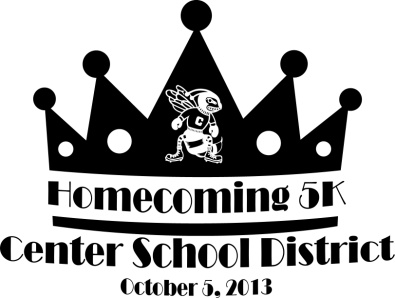 C
Homecoming 5K
Center School District
October 5, 2013